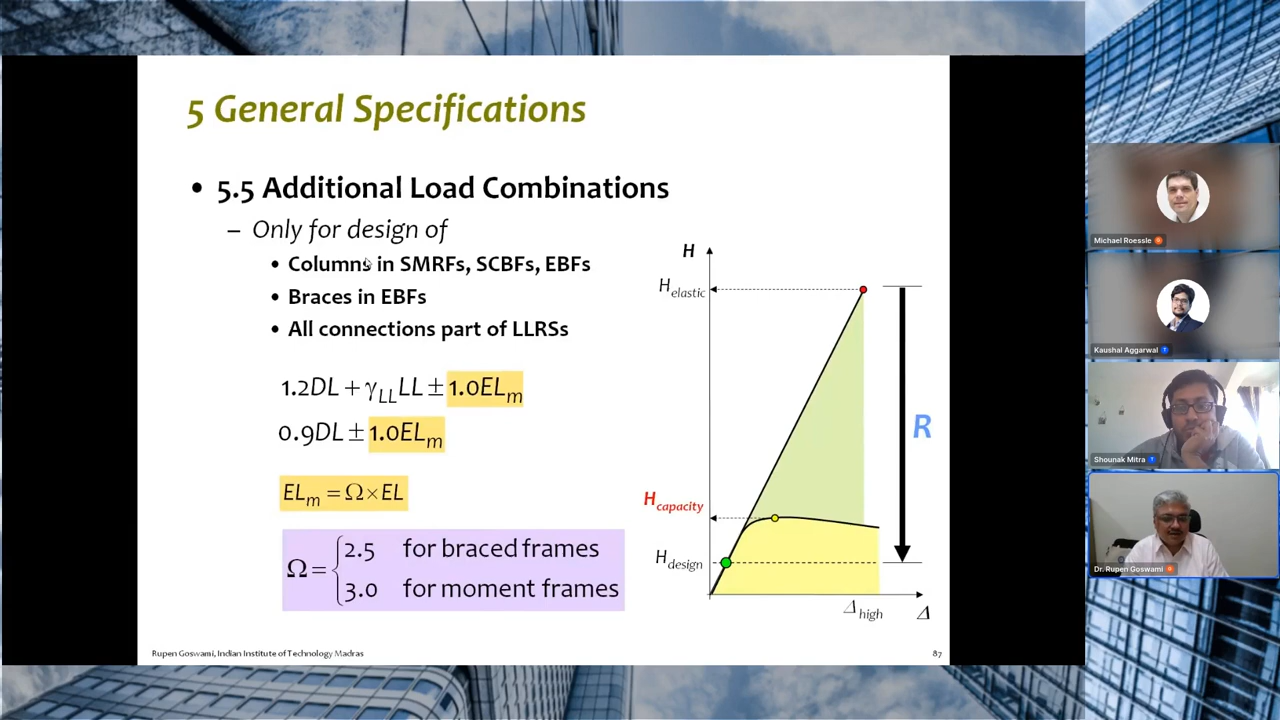 5 General Specifications
• 5.5 Additional Load Combinations
– Only for design of
• Columns in SMRFs, SCBFs, EBFs
• Braces in EBFs
• All connections part of LLRSs
1.2DL + γLL LL ± 1.0ELm
0.9DL ± 1.0ELm
ELm = Ω × EL
Ω = { 2.5 for braced frames
3.0 for moment frames
H
Helastic
R
Hcapacity
Hdesign
Δhigh
Δ
Rupen Goswami, Indian Institute of Technology Madras
87
Michael Roessle
Kaushal Aggarwal
Shounak Mitra
Dr. Rupen Goswami